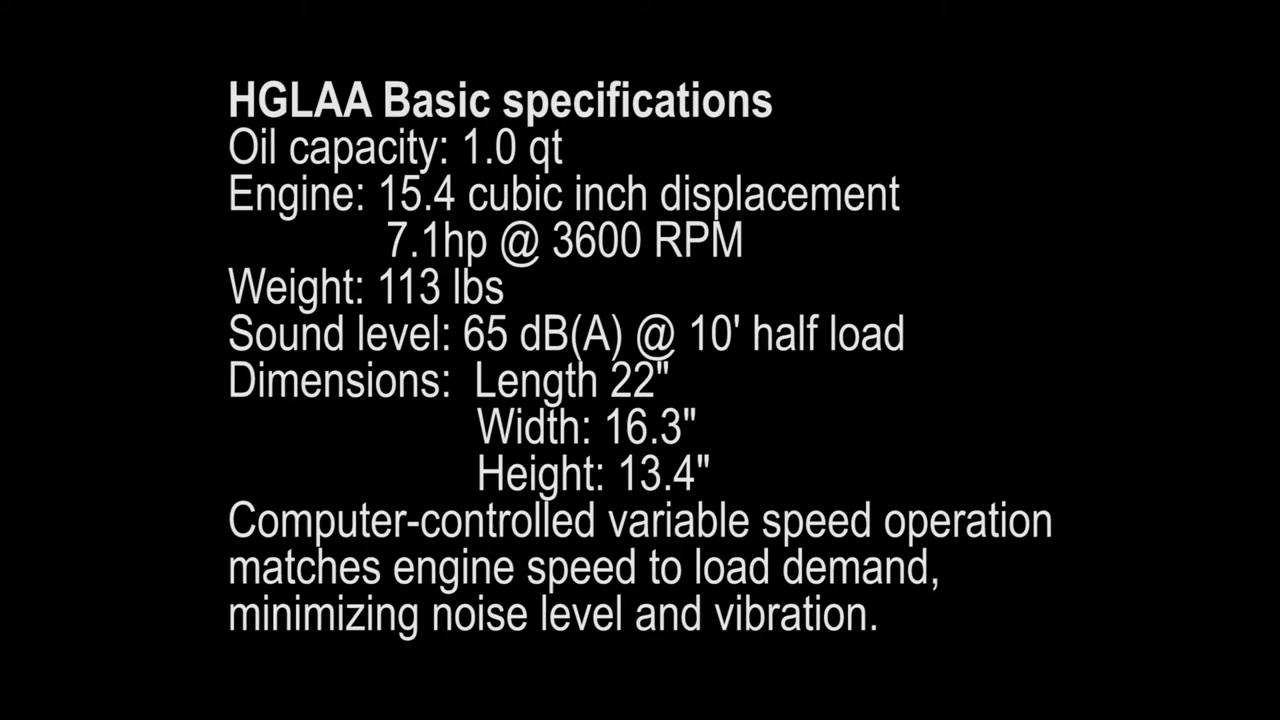 HGLAA Basic specifications
Oil capacity: 1.0 qt
Engine: 15.4 cubic inch displacement
7.1hp @ 3600 RPM
Weight: 113 lbs
Sound level: 65 dB(A) @ 10' half load
Dimensions: Length 22"
Width: 16.3"
Height: 13.4"
Computer-controlled variable speed operation
matches engine speed to load demand,
minimizing noise level and vibration.